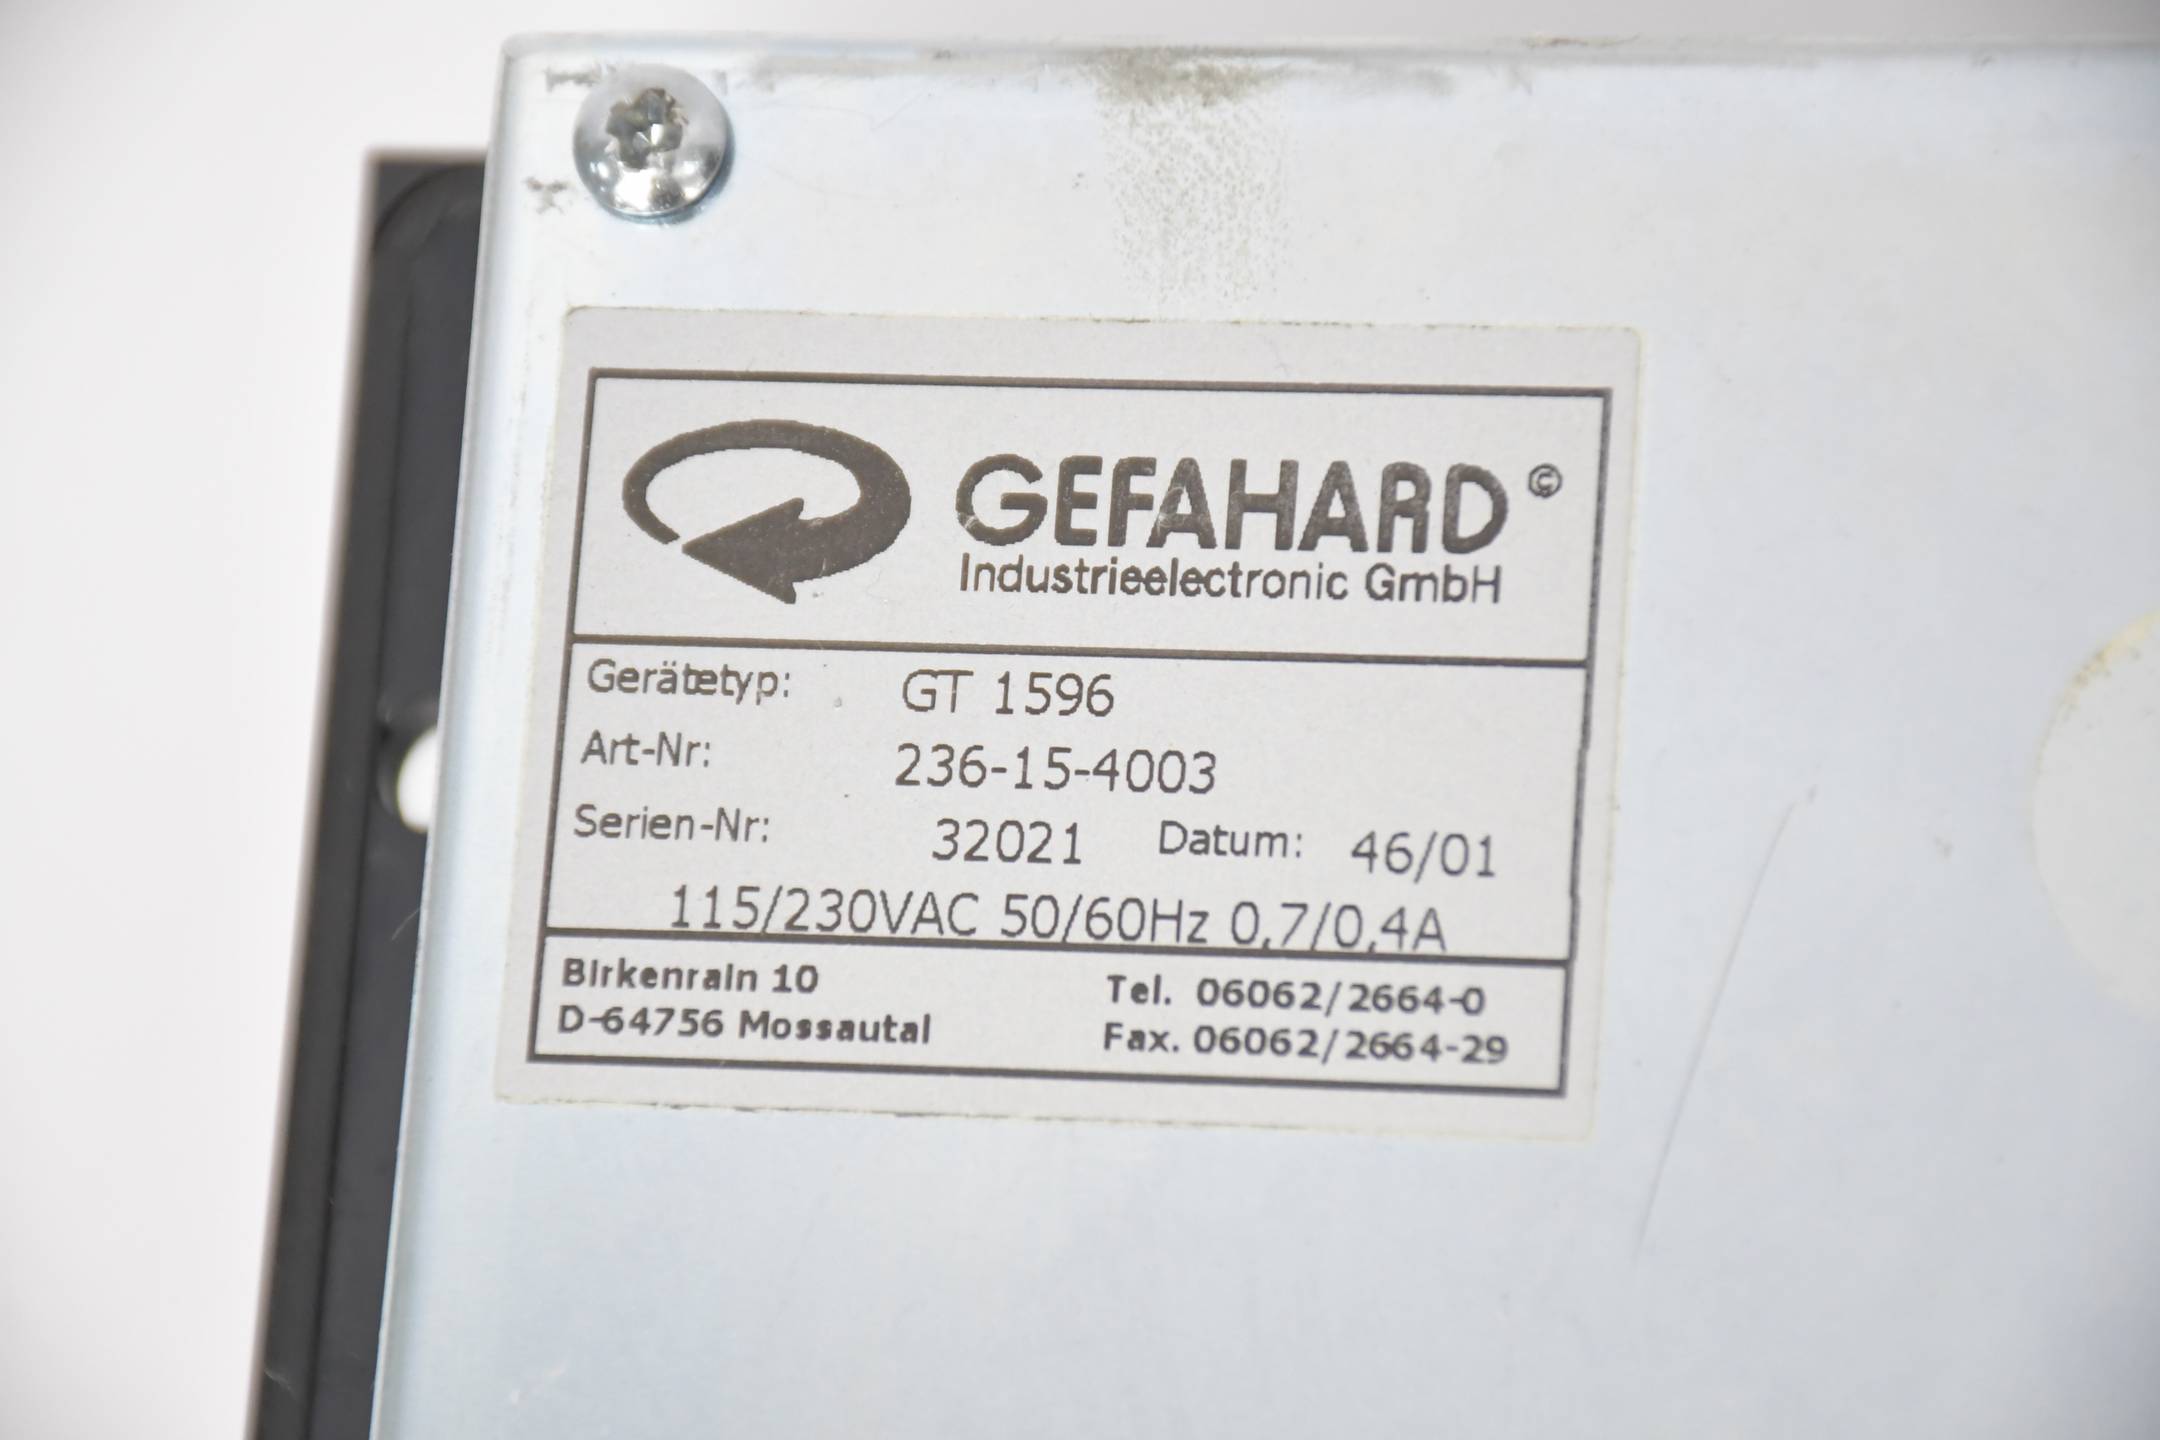 GEFAHARD ©
Industrieelectronic GmbH
Gerätetyp: GT 1596
Art-Nr: 236-15-4003
Serien-Nr: 32021 Datum: 46/01
115/230VAC 50/60Hz 0,7/0,4A
Birkenrain 10 Tel. 06062/2664-0
D-64756 Mossautal Fax. 06062/2664-29